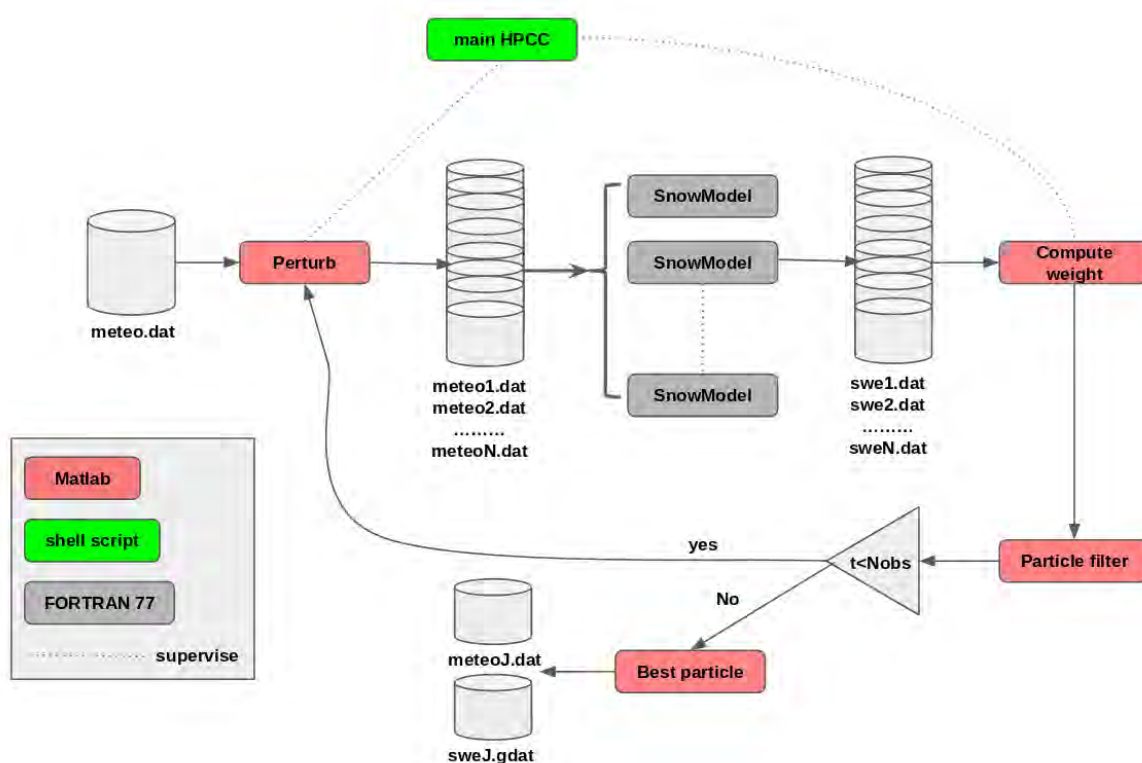 main HPCC
meteo.dat
Perturb
meteo1.dat
meteo2.dat
.........
meteoN.dat
SnowModel
SnowModel
SnowModel
swe1.dat
swe2.dat
.........
sweN.dat
Compute
weight
Particle filter
t<Nobs
yes
No
Best particle
meteoJ.dat
sweJ.gdat
Matlab
shell script
FORTRAN 77
supervise